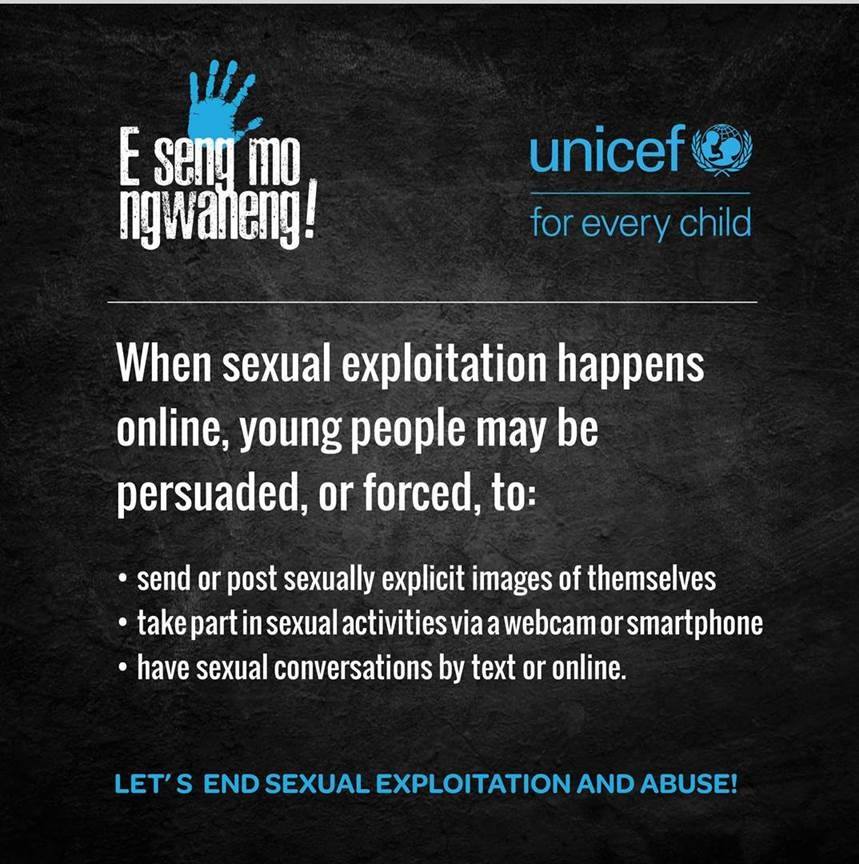 E seng mo
ngwaneng!
unicef
for every child
When sexual exploitation happens
online, young people may be
persuaded, or forced, to:
• send or post sexually explicit images of themselves
• take part in sexual activities via a webcam or smartphone
• have sexual conversations by text or online.
LET'S END SEXUAL EXPLOITATION AND ABUSE!